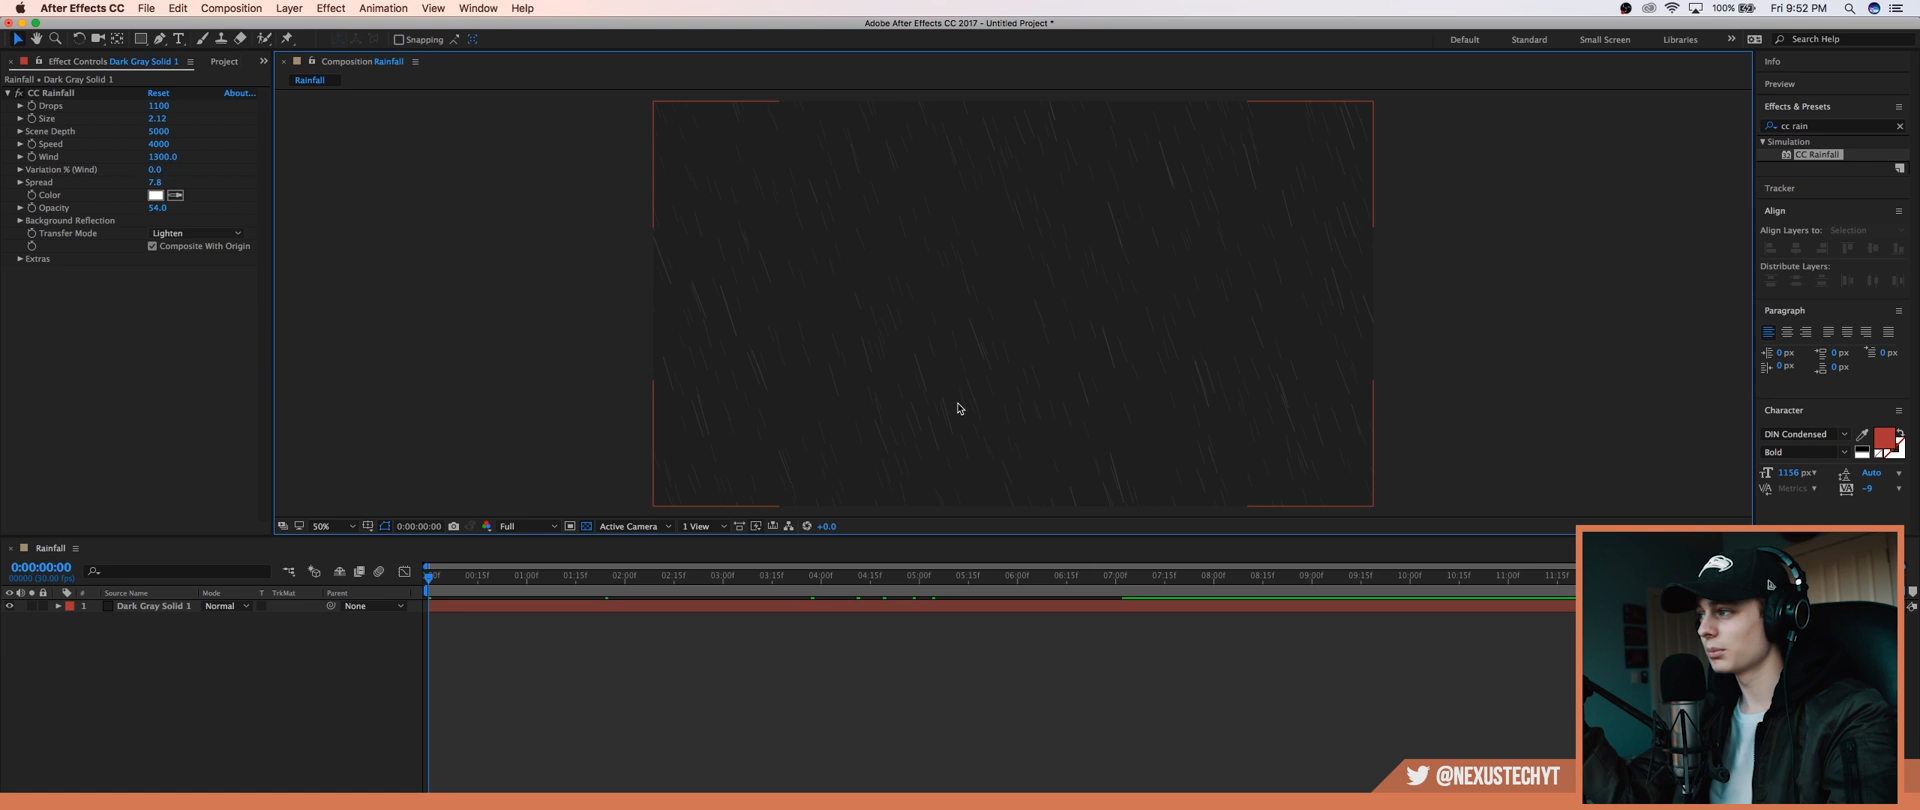 After Effects CC File Edit Composition Layer Effect Animation View Window Help 100% Fri 9:52 PM
Adobe After Effects CC 2017 - Untitled Project *
Snapping Default Standard Small Screen Libraries Search Help
Effect Controls Dark Gray Solid 1 Project
Composition Rainfall
Info
Rainfall • Dark Gray Solid 1
Rainfall
Preview
fx CC Rainfall Reset About...
Drops 1100
Size 2.12
Scene Depth 5000
Speed 4000
Wind 1300.0
Variation % (Wind) 0.0
Spread 7.8
Color
Opacity 54.0
Background Reflection
Transfer Mode Lighten
Composite With Origin
Extras
Effects & Presets
cc rain
Simulation
CC Rainfall
Tracker
Align
Align Layers to: Selection
Distribute Layers:
Paragraph
0 px 0 px 0 px
0 px 0 px
Character
DIN Condensed
Bold
1156 px Auto
Metrics -9
50% 0:00:00:00 Full Active Camera 1 View +0.0
Rainfall
0:00:00:00
00000 (30.00 fps)
# Source Name Mode T TrkMat Parent
1 Dark Gray Solid 1 Normal None
:00f 00:15f 01:00f 01:15f 02:00f 02:15f 03:00f 03:15f 04:00f 04:15f 05:00f 05:15f 06:00f 06:15f 07:00f 07:15f 08:00f 08:15f 09:00f 09:15f 10:00f 10:15f 11:00f 11:15f
@NEXUSTECHYT